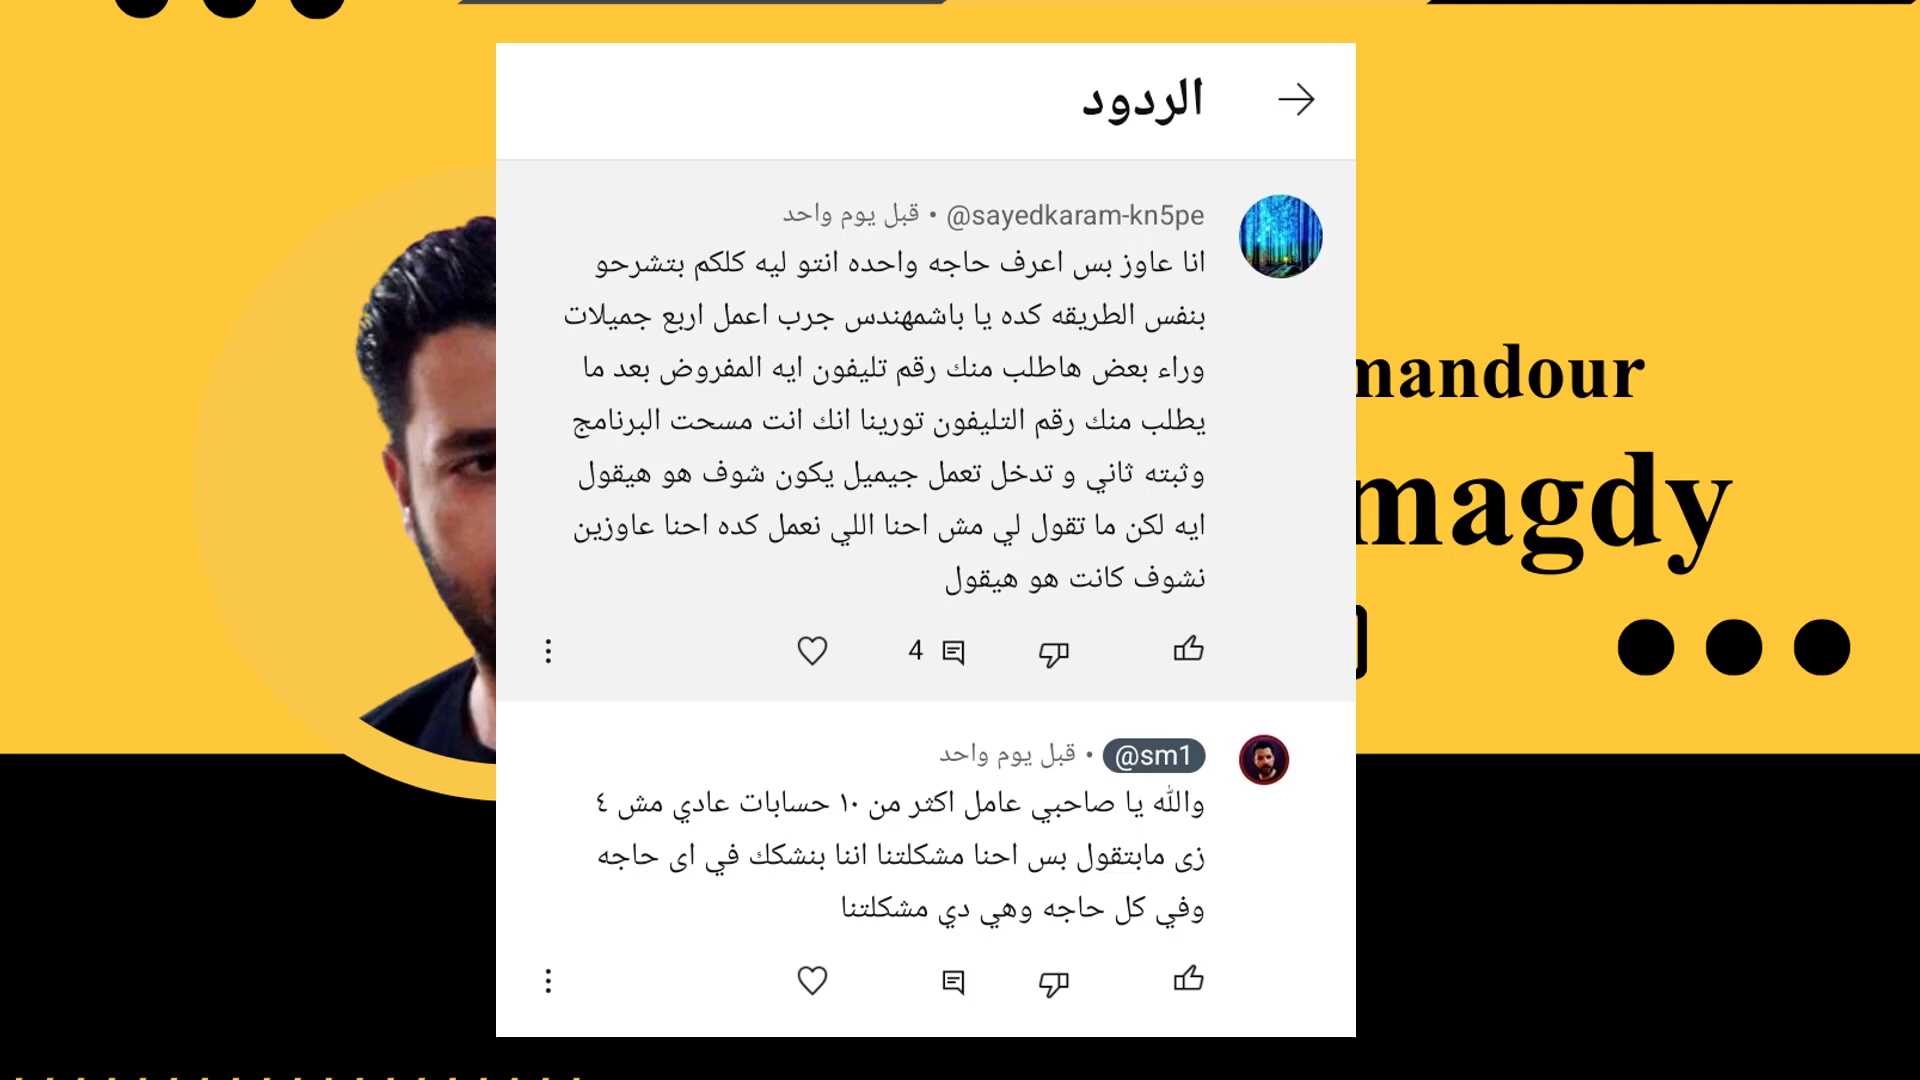 الردود
@sayedkaram-kn5pe • قبل يوم واحد
انا عاوز بس اعرف حاجه واحده انتو ليه كلكم بتشرحو
بنفس الطريقه كده يا باشمهندس جرب اعمل اربع جميلات
وراء بعض هاطلب منك رقم تليفون ايه المفروض بعد ما
يطلب منك رقم التليفون تورينا انك انت مسحت البرنامج
وثبته ثاني و تدخل تعمل جيميل يكون شوف هو هيقول
ايه لكن ما تقول لي مش احنا اللي نعمل كده احنا عاوزين
نشوف كانت هو هيقول
4
@sm1 • قبل يوم واحد
والله يا صاحبي عامل اكثر من ١٠ حسابات عادي مش ٤
زى مابتقول بس احنا مشكلتنا اننا بنشكك في اى حاجه
وفي كل حاجه وهي دي مشكلتنا
mandour
magdy